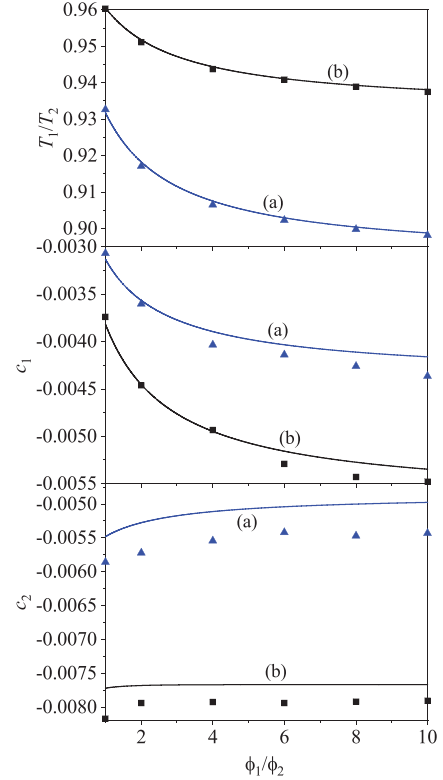 0.96
0.95
0.94
0.93
0.92
0.91
0.90
T1/T2
(b)
(a)
-0.0030
-0.0035
-0.0040
-0.0045
-0.0050
-0.0055
c1
(a)
(b)
-0.0050
-0.0055
-0.0060
-0.0065
-0.0070
-0.0075
-0.0080
c2
(a)
(b)
2 4 6 8 10
ϕ1/ϕ2